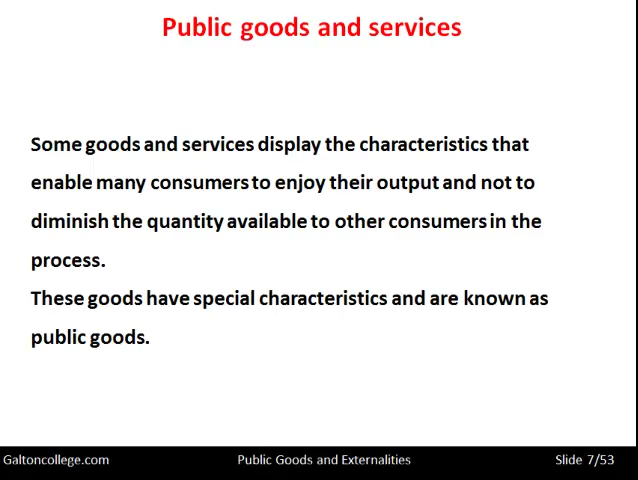 Public goods and services
Some goods and services display the characteristics that
enable many consumers to enjoy their output and not to
diminish the quantity available to other consumers in the
process.
These goods have special characteristics and are known as
public goods.
Galtoncollege.com Public Goods and Externalities Slide 7/53